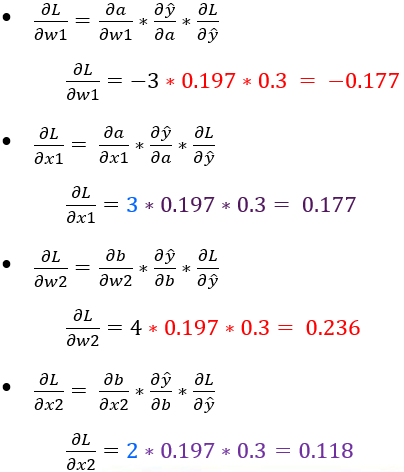 • ∂L/∂w1 = ∂a/∂w1 * ∂ŷ/∂a * ∂L/∂ŷ
∂L/∂w1 = −3 * 0.197 * 0.3 = −0.177
• ∂L/∂x1 = ∂a/∂x1 * ∂ŷ/∂a * ∂L/∂ŷ
∂L/∂x1 = 3 * 0.197 * 0.3 = 0.177
• ∂L/∂w2 = ∂b/∂w2 * ∂ŷ/∂b * ∂L/∂ŷ
∂L/∂w2 = 4 * 0.197 * 0.3 = 0.236
• ∂L/∂x2 = ∂b/∂x2 * ∂ŷ/∂b * ∂L/∂ŷ
∂L/∂x2 = 2 * 0.197 * 0.3 = 0.118